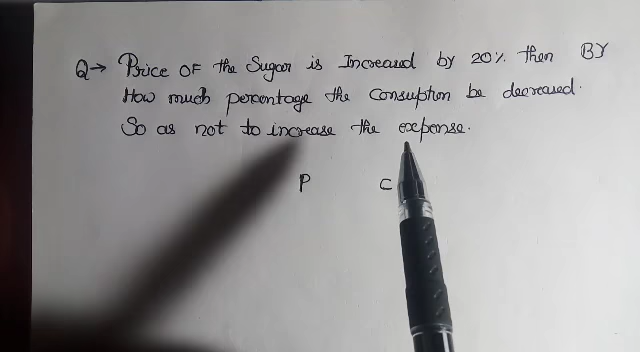 Q→ Price OF the Sugar is Increased by 20% then BY
How much percentage the consuption be decreased.
So as not to increase the expense.
P C